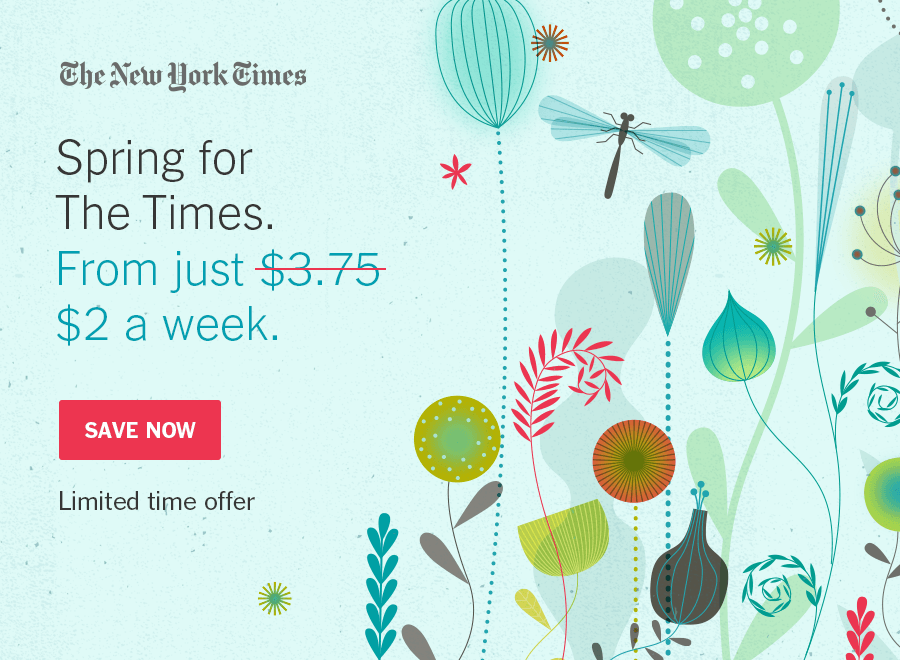 The New York Times
Spring for
The Times.
From just $3.75
$2 a week.
SAVE NOW
Limited time offer